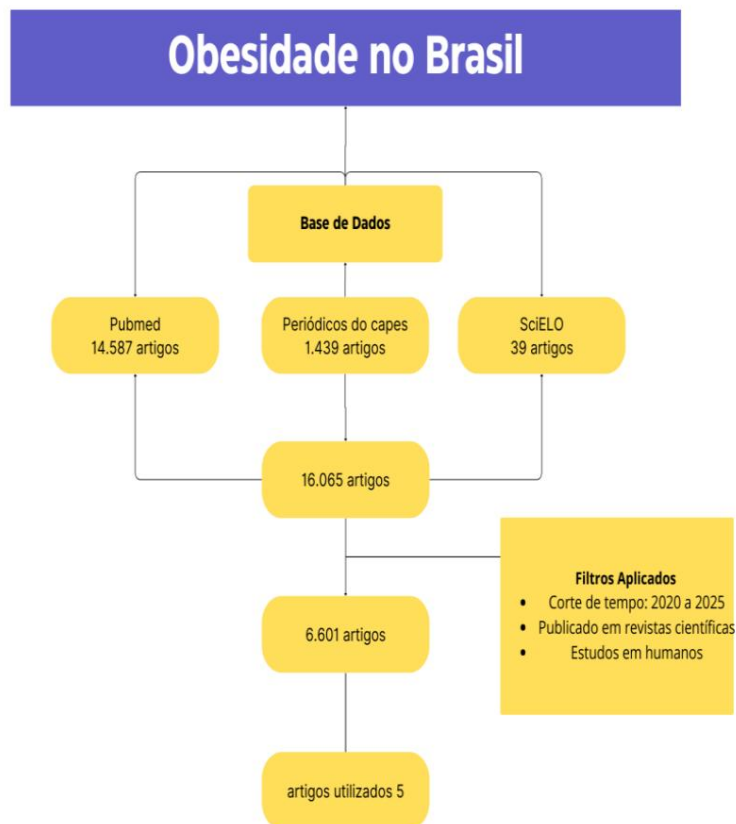 Obesidade no Brasil
Base de Dados
Pubmed
14.587 artigos
Periódicos do capes
1.439 artigos
SciELO
39 artigos
16.065 artigos
Filtros Aplicados
• Corte de tempo: 2020 a 2025
• Publicado em revistas científicas
• Estudos em humanos
6.601 artigos
artigos utilizados 5